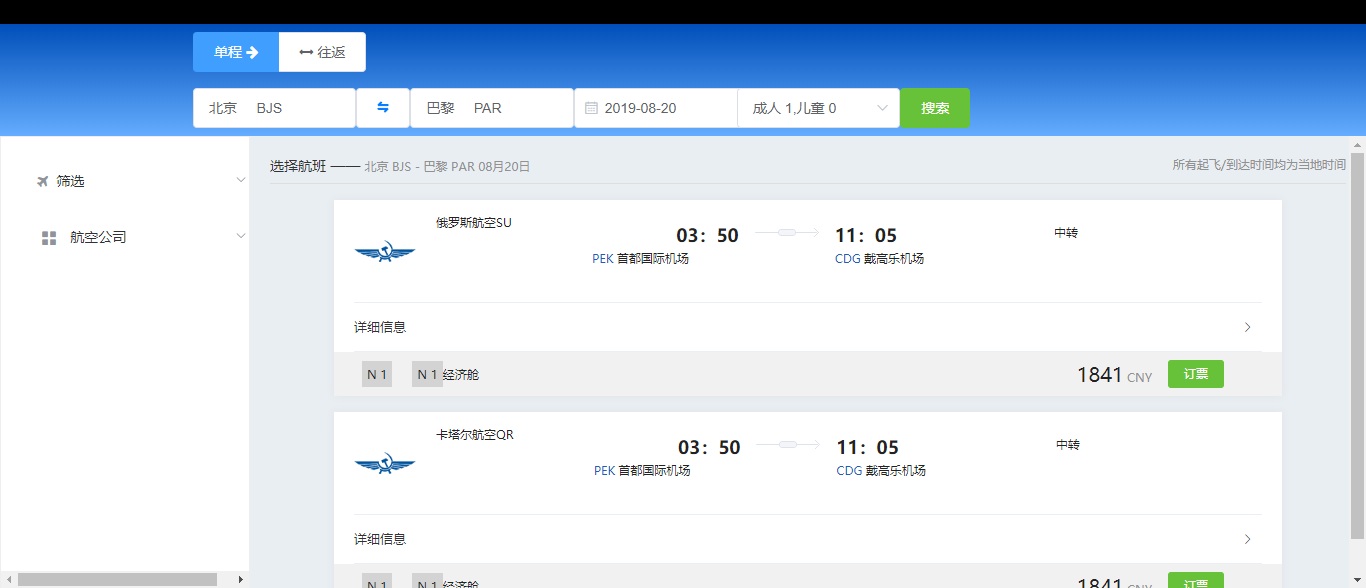 单程
往返
北京 BJS
巴黎 PAR
2019-08-20
成人 1,儿童 0
搜索
筛选
航空公司
选择航班 —— 北京 BJS - 巴黎 PAR 08月20日
所有起飞/到达时间均为当地时间
俄罗斯航空SU
03：50
11：05
中转
PEK 首都国际机场
CDG 戴高乐机场
详细信息
N 1 N 1 经济舱
1841 CNY
订票
卡塔尔航空QR
03：50
11：05
中转
PEK 首都国际机场
CDG 戴高乐机场
详细信息
N 1 N 1 经济舱
1841 CNY
订票